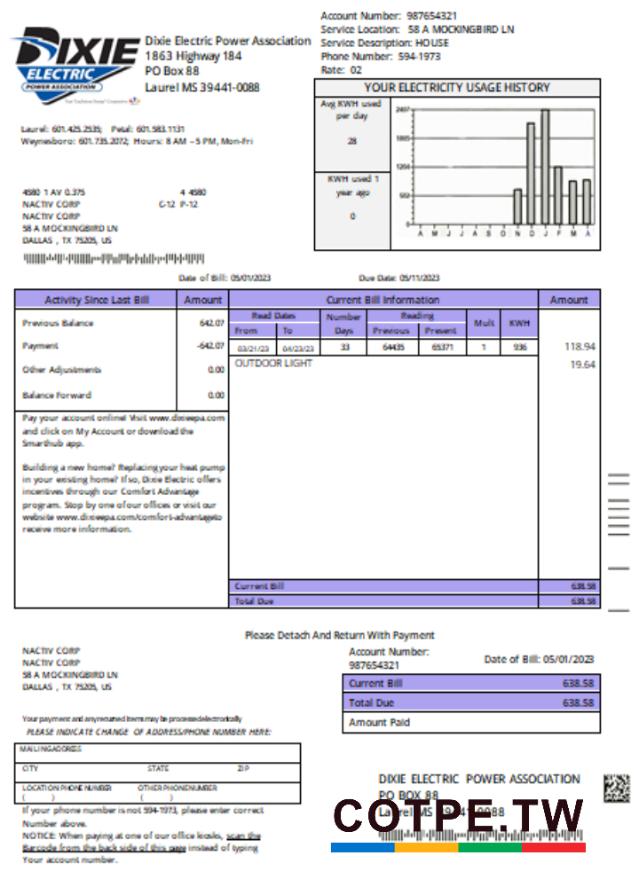 DIXIE
ELECTRIC
POWER ASSOCIATION
Dixie Electric Power Association
1863 Highway 184
PO Box 88
Laurel MS 39441-0088
Account Number: 987654321
Service Location: 58 A MOCKINGBIRD LN
Service Description: HOUSE
Phone Number: 594-1973
Rate: 02
YOUR ELECTRICITY USAGE HISTORY
Avg KWH used
per day
28
KWH used 1
year ago
0
2407
1805
1204
602
0
A M J J A S O N D J F M A
Laurel: 601.425.2535; Petal: 601.583.1131
Waynesboro: 601.735.2072; Hours: 8 AM – 5 PM, Mon-Fri
4580 1 AV 0.375 4 4580
NACTIV CORP C-12 P-12
NACTIV CORP
58 A MOCKINGBIRD LN
DALLAS , TX 75205, US
Date of Bill: 05/01/2023 Due Date: 05/11/2023
Activity Since Last Bill Amount Current Bill Information Amount
Read Dates Number Reading Mult KWH
From To Days Previous Present
Previous Balance 642.07
Payment -642.07
Other Adjustments 0.00
Balance Forward 0.00
03/21/23 04/23/23 33 64435 65371 1 936 118.94
OUTDOOR LIGHT 19.64
Pay your account online! Visit www.dixieepa.com
and click on My Account or download the
Smarthub app.
Building a new home? Replacing your heat pump
in your existing home? If so, Dixie Electric offers
incentives through our Comfort Advantage
program. Stop by one of our offices or visit our
website www.dixieepa.com/comfort-advantage to
receive more information.
Current Bill 638.58
Total Due 638.58
Please Detach And Return With Payment
NACTIV CORP
NACTIV CORP
58 A MOCKINGBIRD LN
DALLAS , TX 75205, US
Account Number:
987654321
Date of Bill: 05/01/2023
Current Bill 638.58
Total Due 638.58
Amount Paid
Your payment and any returned items may be processed electronically
PLEASE INDICATE CHANGE OF ADDRESS/PHONE NUMBER HERE:
MAILING ADDRESS
CITY STATE ZIP
LOCATION PHONE NUMBER OTHER PHONE NUMBER
( ) ( )
If your phone number is not 594-1973, please enter correct
Number above.
NOTICE: When paying at one of our office kiosks, scan the
Barcode from the back side of this page instead of typing
Your account number.
DIXIE ELECTRIC POWER ASSOCIATION
PO BOX 88
Laurel MS 39441-0088
COTPE.TW